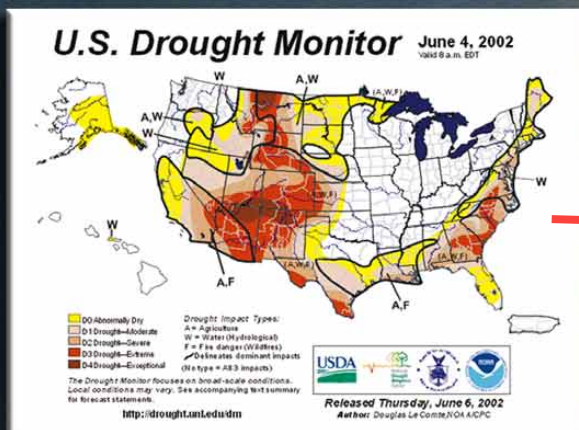 U.S. Drought Monitor
June 4, 2002
Valid 8 a.m. EDT
W
A,W
(A,W,F)
A,W
W
W
W,F)
W
A,F
(A,W,F)
(A,W,F)
A,F
D0 Abnormally Dry
D1 Drought—Moderate
D2 Drought—Severe
D3 Drought—Extreme
D4 Drought—Exceptional
Drought Impact Types:
A = Agriculture
W = Water (Hydrological)
F = Fire danger (Wildfires)
Delineates dominant impacts
(No type = All 3 impacts)
The Drought Monitor focuses on broad-scale conditions.
Local conditions may vary. See accompanying text summary
for forecast statements.
http://drought.unl.edu/dm
USDA
Released Thursday, June 6, 2002
Author: Douglas Le Comte, NOAA/CPC